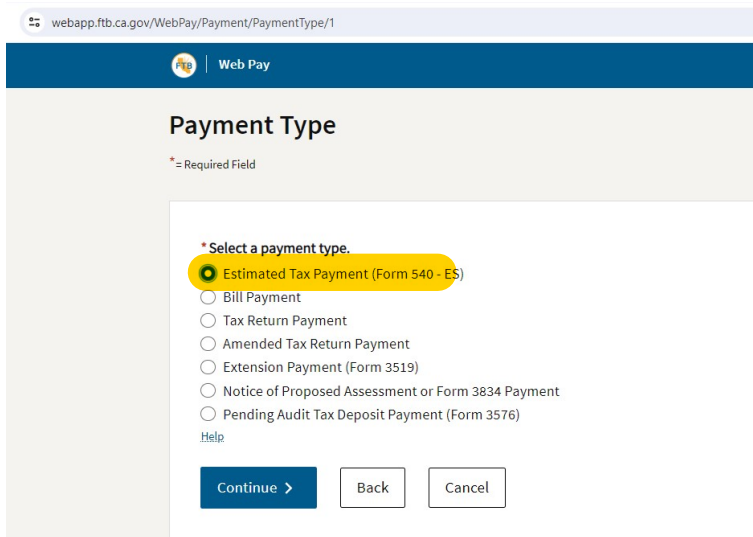 webapp.ftb.ca.gov/WebPay/Payment/PaymentType/1
FTB Web Pay
Payment Type
*= Required Field
* Select a payment type.
Estimated Tax Payment (Form 540 - ES)
Bill Payment
Tax Return Payment
Amended Tax Return Payment
Extension Payment (Form 3519)
Notice of Proposed Assessment or Form 3834 Payment
Pending Audit Tax Deposit Payment (Form 3576)
Help
Continue Back Cancel